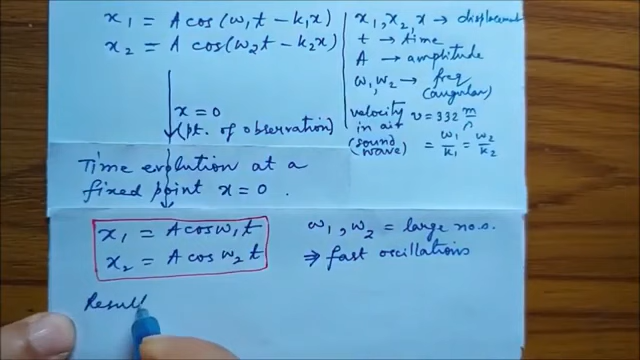 x₁ = A cos(ω₁t − k₁x)
x₂ = A cos(ω₂t − k₂x)
x = 0
(pt. of observation)
x₁, x₂, x → displacement
t → time
A → amplitude
ω₁, ω₂ → freq
(angular)
velocity in air (sound wave) v = 332 m/s
= ω₁/k₁ = ω₂/k₂
Time evolution at a
fixed point x = 0.
x₁ = A cos ω₁t
x₂ = A cos ω₂t
ω₁, ω₂ = large no.s.
⇒ fast oscillations
Result